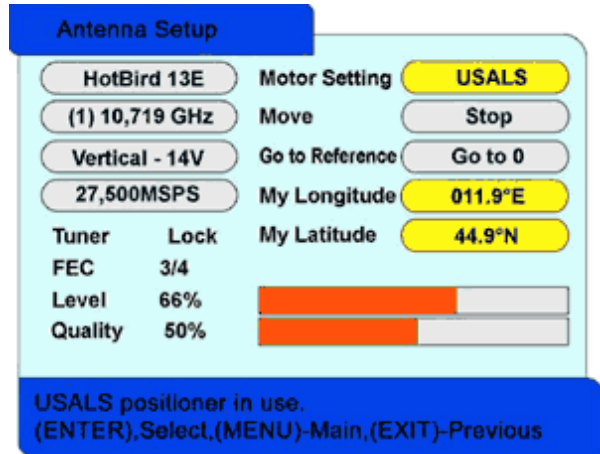 Antenna Setup
HotBird 13E Motor Setting USALS
(1) 10,719 GHz Move Stop
Vertical - 14V Go to Reference Go to 0
27,500MSPS My Longitude 011.9°E
Tuner Lock My Latitude 44.9°N
FEC 3/4
Level 66%
Quality 50%
USALS positioner in use.
(ENTER),Select,(MENU)-Main,(EXIT)-Previous